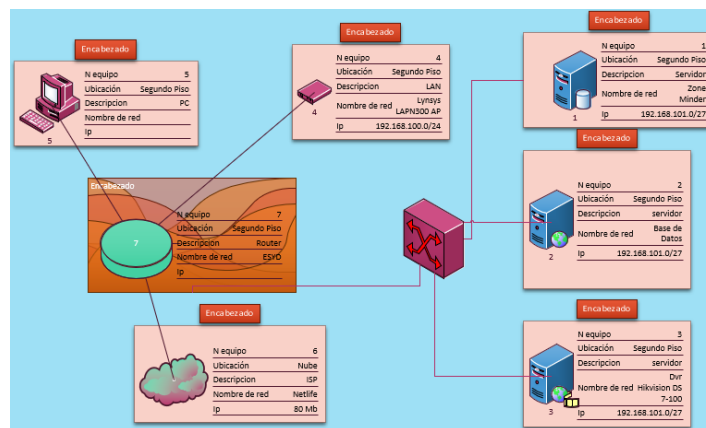 Encabezado
N equipo 5
Ubicación Segundo Piso
Descripcion PC
Nombre de red
Ip
5
Encabezado
N equipo 4
Ubicación Segundo Piso
Descripcion LAN
Nombre de red Lynsys
LAPN300 AP
Ip 192.168.100.0/24
4
Encabezado
N equipo 1
Ubicación Segundo Piso
Descripcion Servidor
Nombre de red Zone
Minder
Ip 192.168.101.0/27
1
Encabezado
N equipo 7
Ubicación Segundo Piso
Descripcion Router
Nombre de red ESYD
Ip
7
Encabezado
N equipo 2
Ubicación Segundo Piso
Descripcion servidor
Nombre de red Base de
Datos
Ip 192.168.101.0/27
2
Encabezado
N equipo 6
Ubicación Nube
Descripcion ISP
Nombre de red Netlife
Ip 80 Mb
Encabezado
N equipo 3
Ubicación Segundo Piso
Descripcion servidor
Dvr
Nombre de red Hikvision DS
7-100
Ip 192.168.101.0/27
3